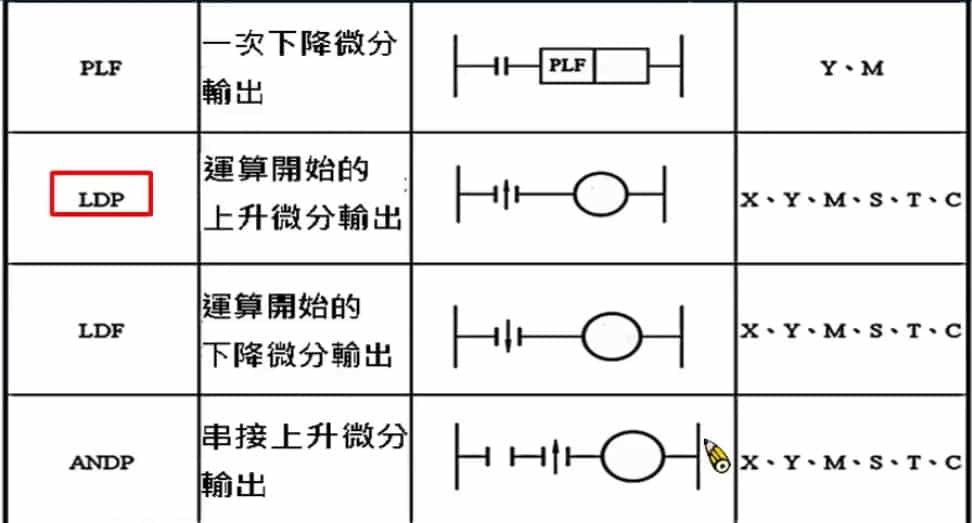 PLF
一次下降微分
輸出
PLF
Y、M
LDP
運算開始的
上升微分輸出
X、Y、M、S、T、C
LDF
運算開始的
下降微分輸出
X、Y、M、S、T、C
ANDP
串接上升微分
輸出
X、Y、M、S、T、C